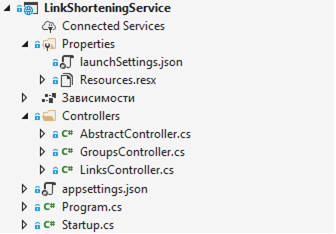 LinkShorteningService
Connected Services
Properties
launchSettings.json
Resources.resx
Зависимости
Controllers
C# AbstractController.cs
C# GroupsController.cs
C# LinksController.cs
appsettings.json
C# Program.cs
C# Startup.cs